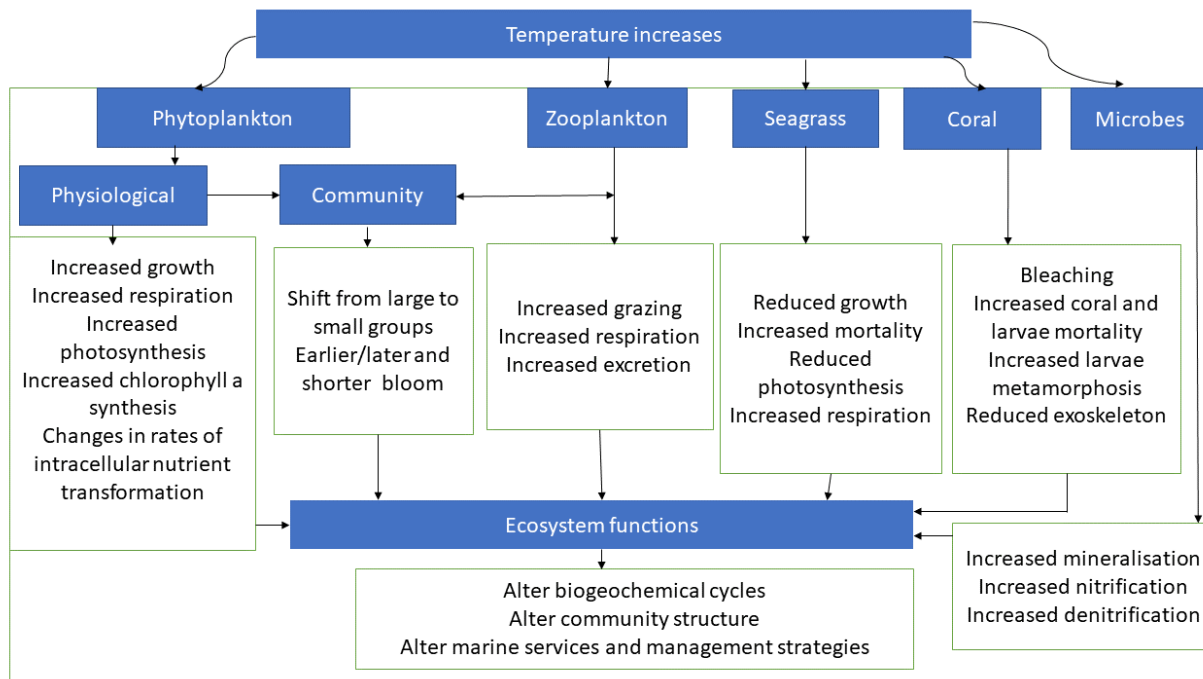 Temperature increases
Phytoplankton
Zooplankton
Seagrass
Coral
Microbes
Physiological
Community
Increased growth
Increased respiration
Increased
photosynthesis
Increased chlorophyll a
synthesis
Changes in rates of
intracellular nutrient
transformation
Shift from large to
small groups
Earlier/later and
shorter bloom
Increased grazing
Increased respiration
Increased excretion
Reduced growth
Increased mortality
Reduced
photosynthesis
Increased respiration
Bleaching
Increased coral and
larvae mortality
Increased larvae
metamorphosis
Reduced exoskeleton
Ecosystem functions
Increased mineralisation
Increased nitrification
Increased denitrification
Alter biogeochemical cycles
Alter community structure
Alter marine services and management strategies